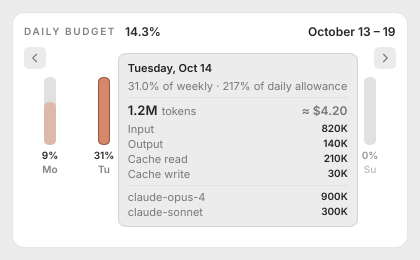 DAILY BUDGET 14.3% October 13 – 19
Tuesday, Oct 14
31.0% of weekly · 217% of daily allowance
1.2M tokens ≈ $4.20
Input 820K
Output 140K
Cache read 210K
Cache write 30K
claude-opus-4 900K
claude-sonnet 300K
9% 31% 0%
Mo Tu Su